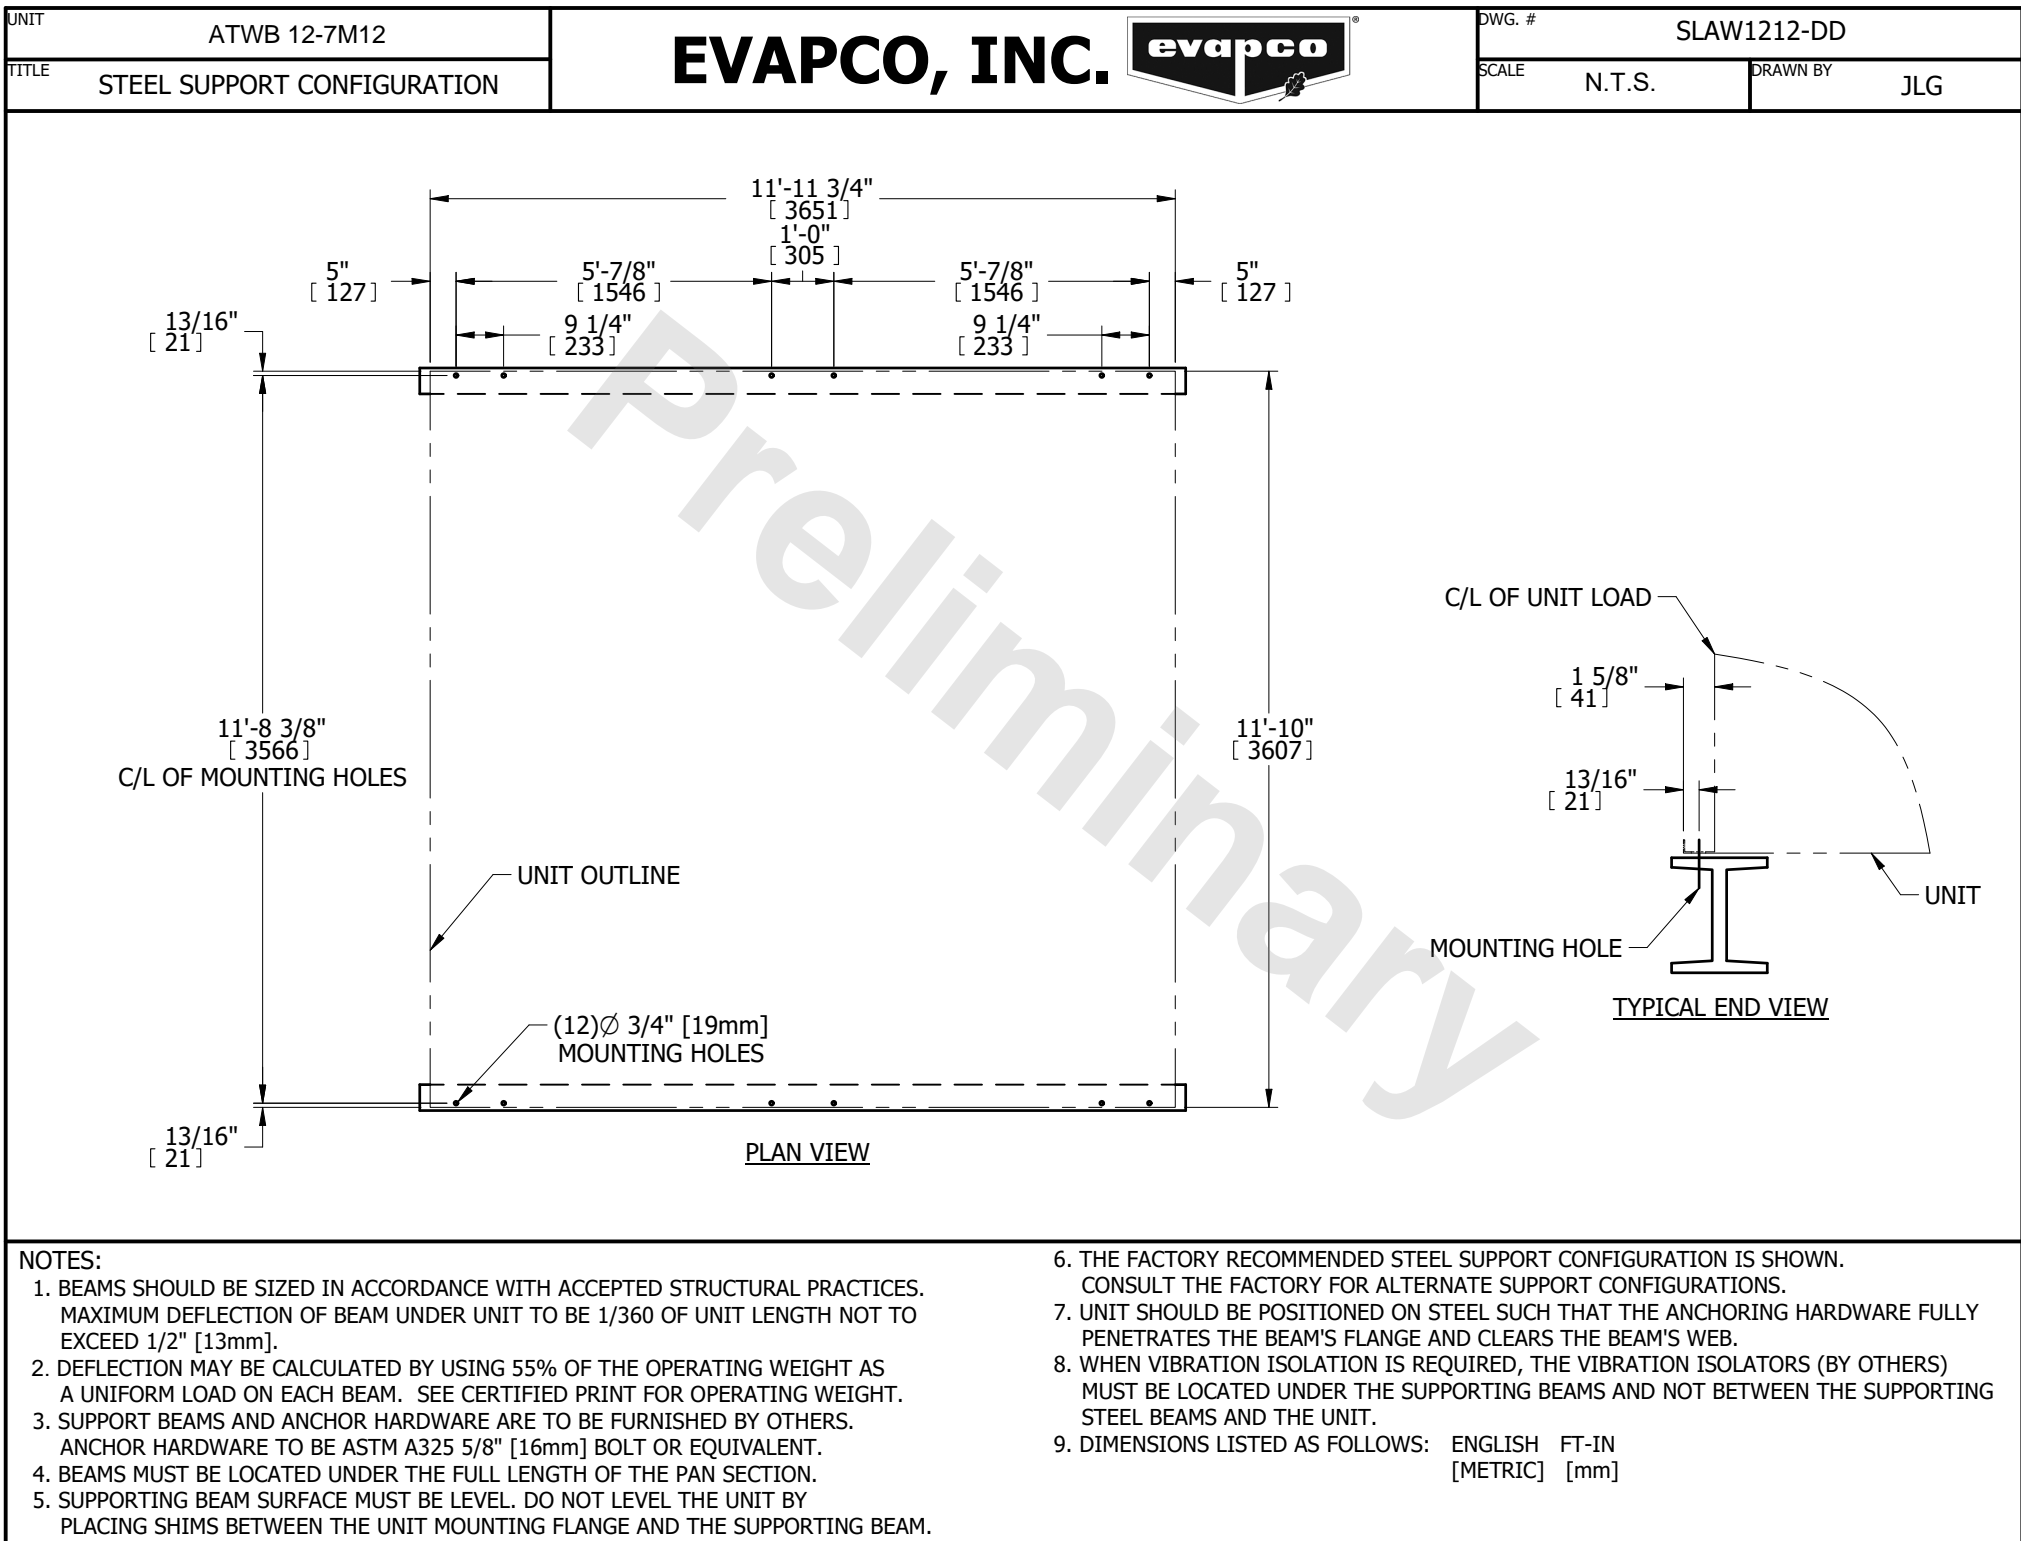 UNIT
ATWB 12-7M12
TITLE
STEEL SUPPORT CONFIGURATION
EVAPCO, INC.
evapco
®
DWG. #
SLAW1212-DD
SCALE
N.T.S.
DRAWN BY
JLG
11'-11 3/4"
[ 3651]
1'-0"
[ 305 ]
5"
[ 127]
5'-7/8"
[ 1546 ]
5'-7/8"
[ 1546 ]
5"
[ 127 ]
9 1/4"
[ 233]
9 1/4"
[ 233 ]
13/16"
[ 21]
11'-8 3/8"
[ 3566]
C/L OF MOUNTING HOLES
11'-10"
[ 3607]
UNIT OUTLINE
(12)∅ 3/4" [19mm]
MOUNTING HOLES
13/16"
[ 21]
PLAN VIEW
C/L OF UNIT LOAD
1 5/8"
[ 41]
13/16"
[ 21]
UNIT
MOUNTING HOLE
TYPICAL END VIEW
Preliminary
NOTES:
1. BEAMS SHOULD BE SIZED IN ACCORDANCE WITH ACCEPTED STRUCTURAL PRACTICES.
MAXIMUM DEFLECTION OF BEAM UNDER UNIT TO BE 1/360 OF UNIT LENGTH NOT TO
EXCEED 1/2" [13mm].
2. DEFLECTION MAY BE CALCULATED BY USING 55% OF THE OPERATING WEIGHT AS
A UNIFORM LOAD ON EACH BEAM. SEE CERTIFIED PRINT FOR OPERATING WEIGHT.
3. SUPPORT BEAMS AND ANCHOR HARDWARE ARE TO BE FURNISHED BY OTHERS.
ANCHOR HARDWARE TO BE ASTM A325 5/8" [16mm] BOLT OR EQUIVALENT.
4. BEAMS MUST BE LOCATED UNDER THE FULL LENGTH OF THE PAN SECTION.
5. SUPPORTING BEAM SURFACE MUST BE LEVEL. DO NOT LEVEL THE UNIT BY
PLACING SHIMS BETWEEN THE UNIT MOUNTING FLANGE AND THE SUPPORTING BEAM.
6. THE FACTORY RECOMMENDED STEEL SUPPORT CONFIGURATION IS SHOWN.
CONSULT THE FACTORY FOR ALTERNATE SUPPORT CONFIGURATIONS.
7. UNIT SHOULD BE POSITIONED ON STEEL SUCH THAT THE ANCHORING HARDWARE FULLY
PENETRATES THE BEAM'S FLANGE AND CLEARS THE BEAM'S WEB.
8. WHEN VIBRATION ISOLATION IS REQUIRED, THE VIBRATION ISOLATORS (BY OTHERS)
MUST BE LOCATED UNDER THE SUPPORTING BEAMS AND NOT BETWEEN THE SUPPORTING
STEEL BEAMS AND THE UNIT.
9. DIMENSIONS LISTED AS FOLLOWS: ENGLISH FT-IN
[METRIC] [mm]